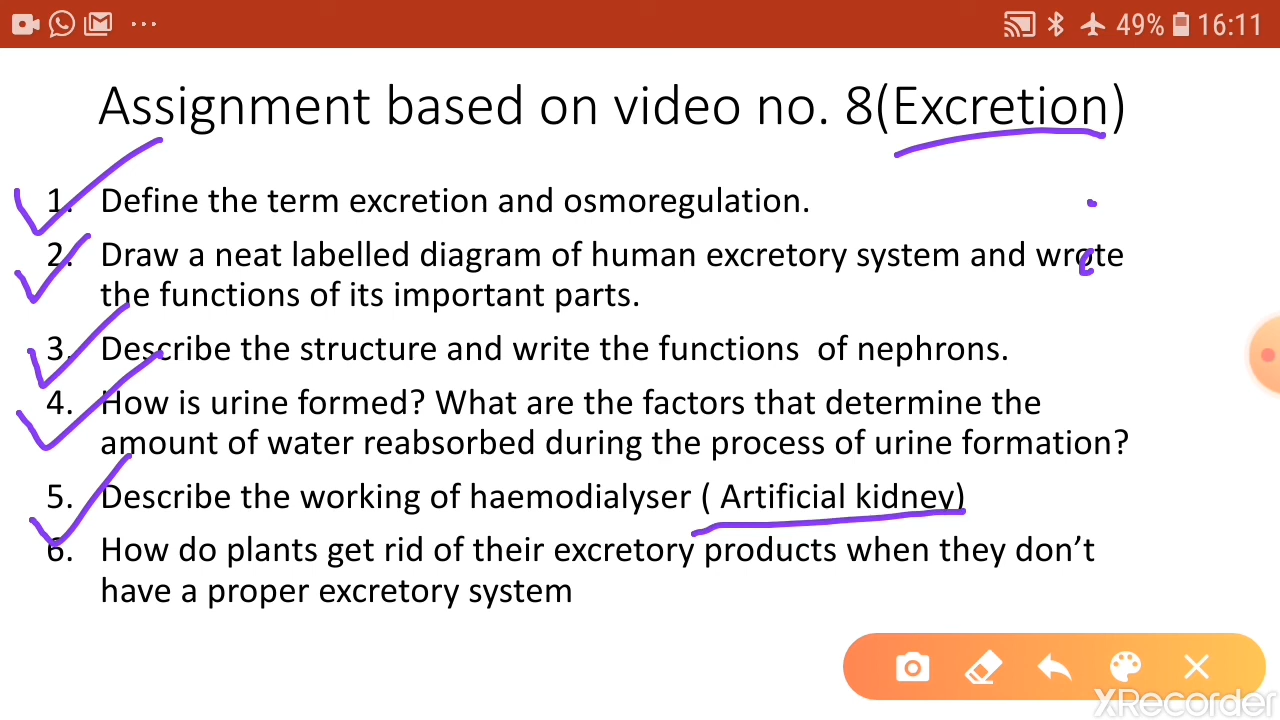 49% 16:11
Assignment based on video no. 8(Excretion)
1. Define the term excretion and osmoregulation.
2. Draw a neat labelled diagram of human excretory system and wrote
the functions of its important parts.
3. Describe the structure and write the functions of nephrons.
4. How is urine formed? What are the factors that determine the
amount of water reabsorbed during the process of urine formation?
5. Describe the working of haemodialyser ( Artificial kidney)
6. How do plants get rid of their excretory products when they don’t
have a proper excretory system
XRecorder